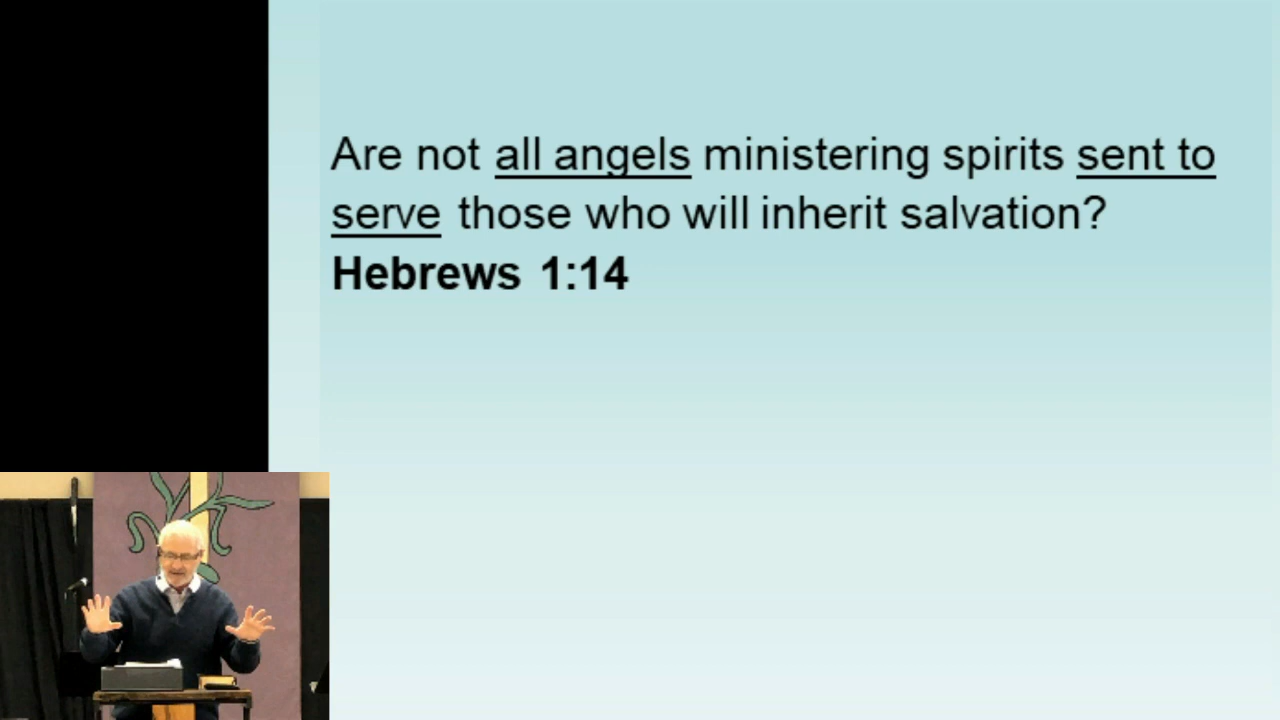 Are not all angels ministering spirits sent to
serve those who will inherit salvation?
Hebrews 1:14